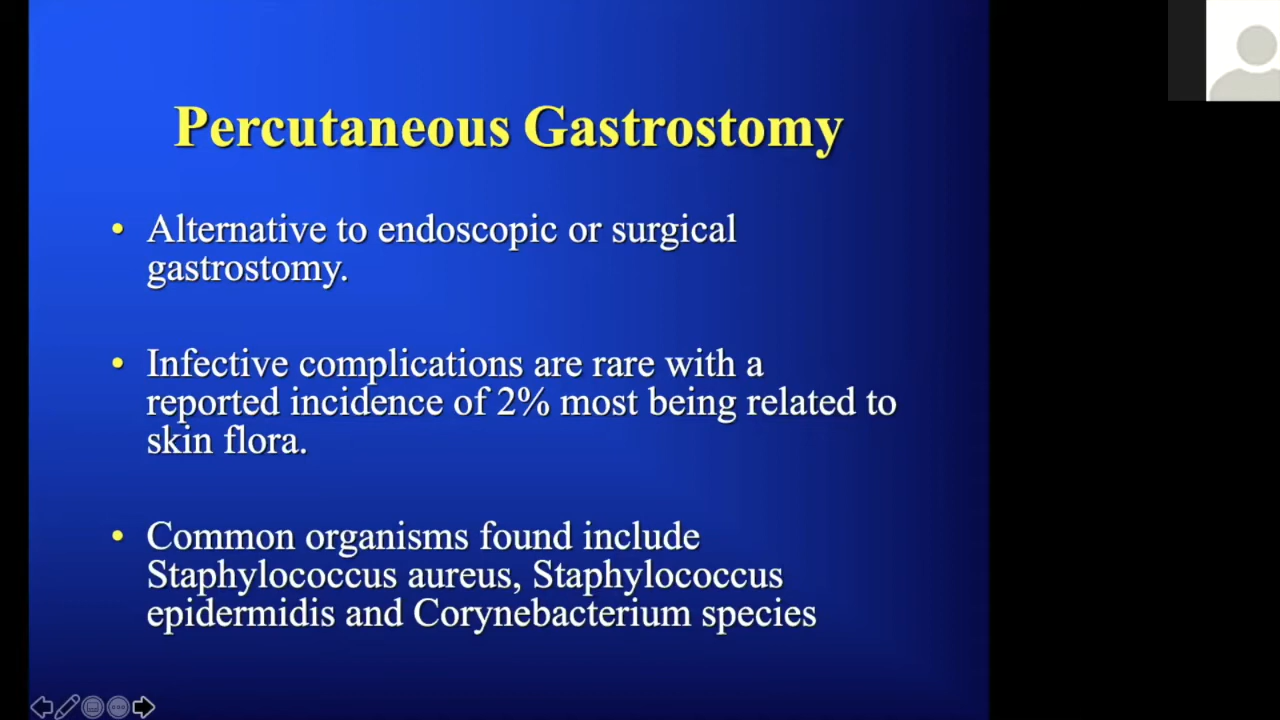 Percutaneous Gastrostomy
• Alternative to endoscopic or surgical
gastrostomy.
• Infective complications are rare with a
reported incidence of 2% most being related to
skin flora.
• Common organisms found include
Staphylococcus aureus, Staphylococcus
epidermidis and Corynebacterium species